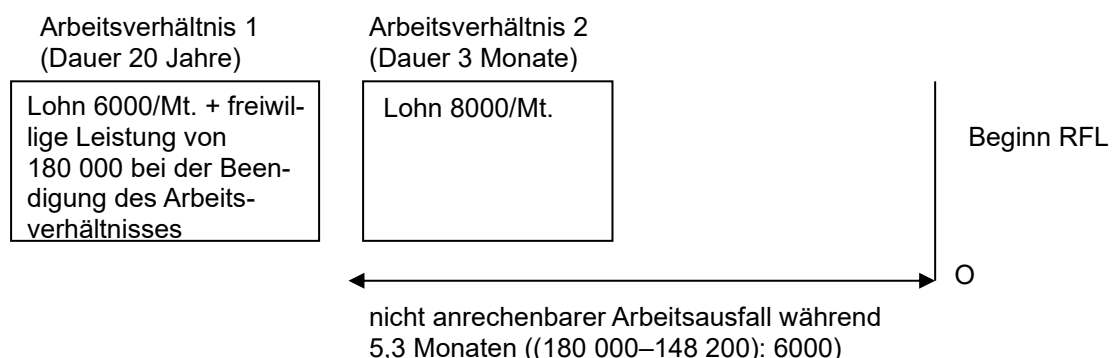 Arbeitsverhältnis 1
(Dauer 20 Jahre)
Arbeitsverhältnis 2
(Dauer 3 Monate)
Lohn 6000/Mt. + freiwil-
lige Leistung von
180 000 bei der Been-
digung des Arbeits-
verhältnisses
Lohn 8000/Mt.
Beginn RFL
O
nicht anrechenbarer Arbeitsausfall während
5,3 Monaten ((180 000–148 200): 6000)